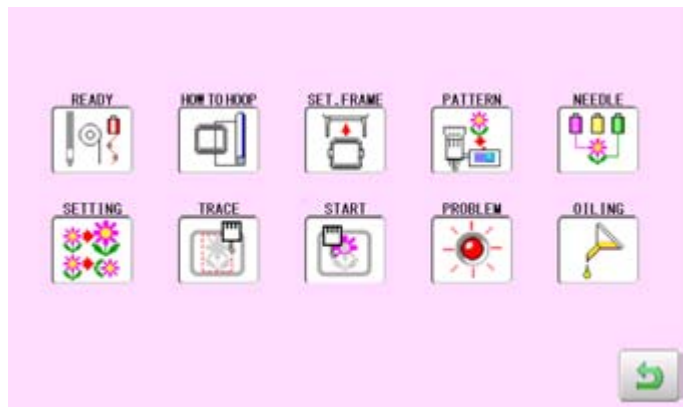 READY
HOW TO HOOP
SET.FRAME
PATTERN
NEEDLE
SETTING
TRACE
START
PROBLEM
OILING